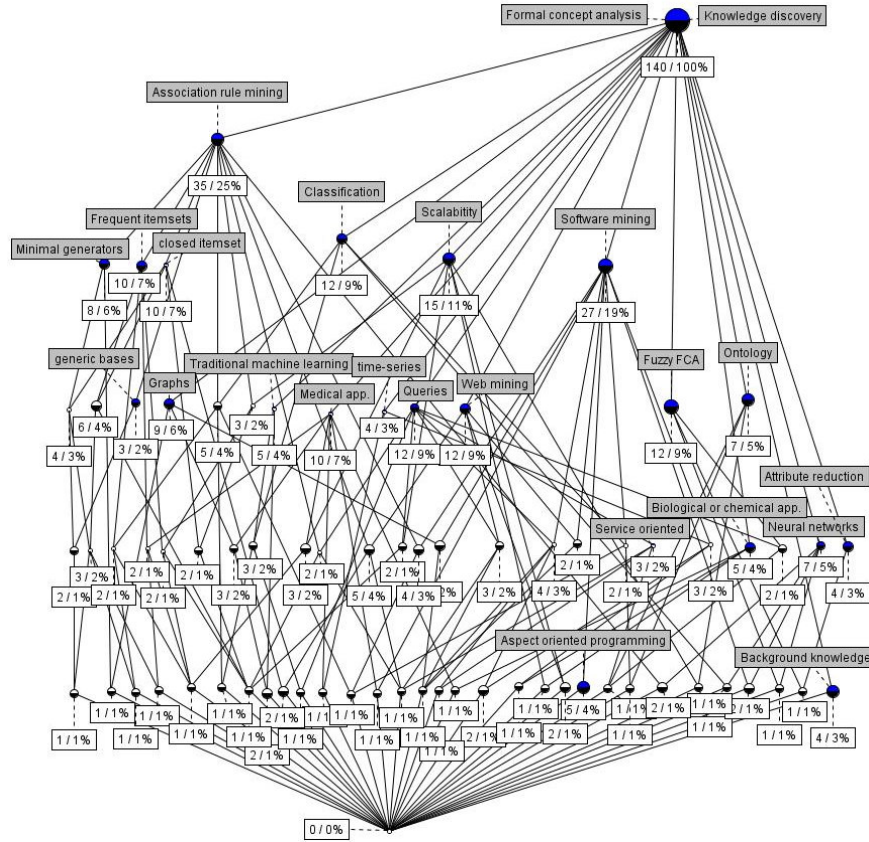 Formal concept analysis
Knowledge discovery
140 / 100%
Association rule mining
35 / 25%
Classification
Scalabitity
Software mining
Frequent itemsets
Minimal generators
closed itemset
10 / 7%
12 / 9%
15 / 11%
27 / 19%
8 / 6%
10 / 7%
generic bases
Graphs
Traditional machine learning
time-series
Medical app.
Queries
Web mining
Fuzzy FCA
Ontology
6 / 4%
3 / 2%
9 / 6%
5 / 4%
3 / 2%
5 / 4%
4 / 3%
4 / 3%
10 / 7%
12 / 9%
12 / 9%
12 / 9%
7 / 5%
Attribute reduction
Biological or chemical app.
Service oriented
Neural networks
3 / 2%
2 / 1%
2 / 1%
3 / 2%
2 / 1%
2 / 1%
2 / 1%
3 / 2%
2 / 1%
2 / 1%
3 / 2%
3 / 2%
5 / 4%
4 / 3%
3 / 2%
4 / 3%
2 / 1%
2 / 1%
3 / 2%
3 / 2%
5 / 4%
2 / 1%
7 / 5%
4 / 3%
Aspect oriented programming
Background knowledge
1 / 1%
1 / 1%
1 / 1%
1 / 1%
1 / 1%
1 / 1%
1 / 1%
2 / 1%
2 / 1%
1 / 1%
1 / 1%
1 / 1%
1 / 1%
1 / 1%
1 / 1%
1 / 1%
1 / 1%
2 / 1%
1 / 1%
1 / 1%
2 / 1%
5 / 4%
1 / 1%
1 / 1%
2 / 1%
1 / 1%
1 / 1%
2 / 1%
1 / 1%
1 / 1%
4 / 3%
0 / 0%